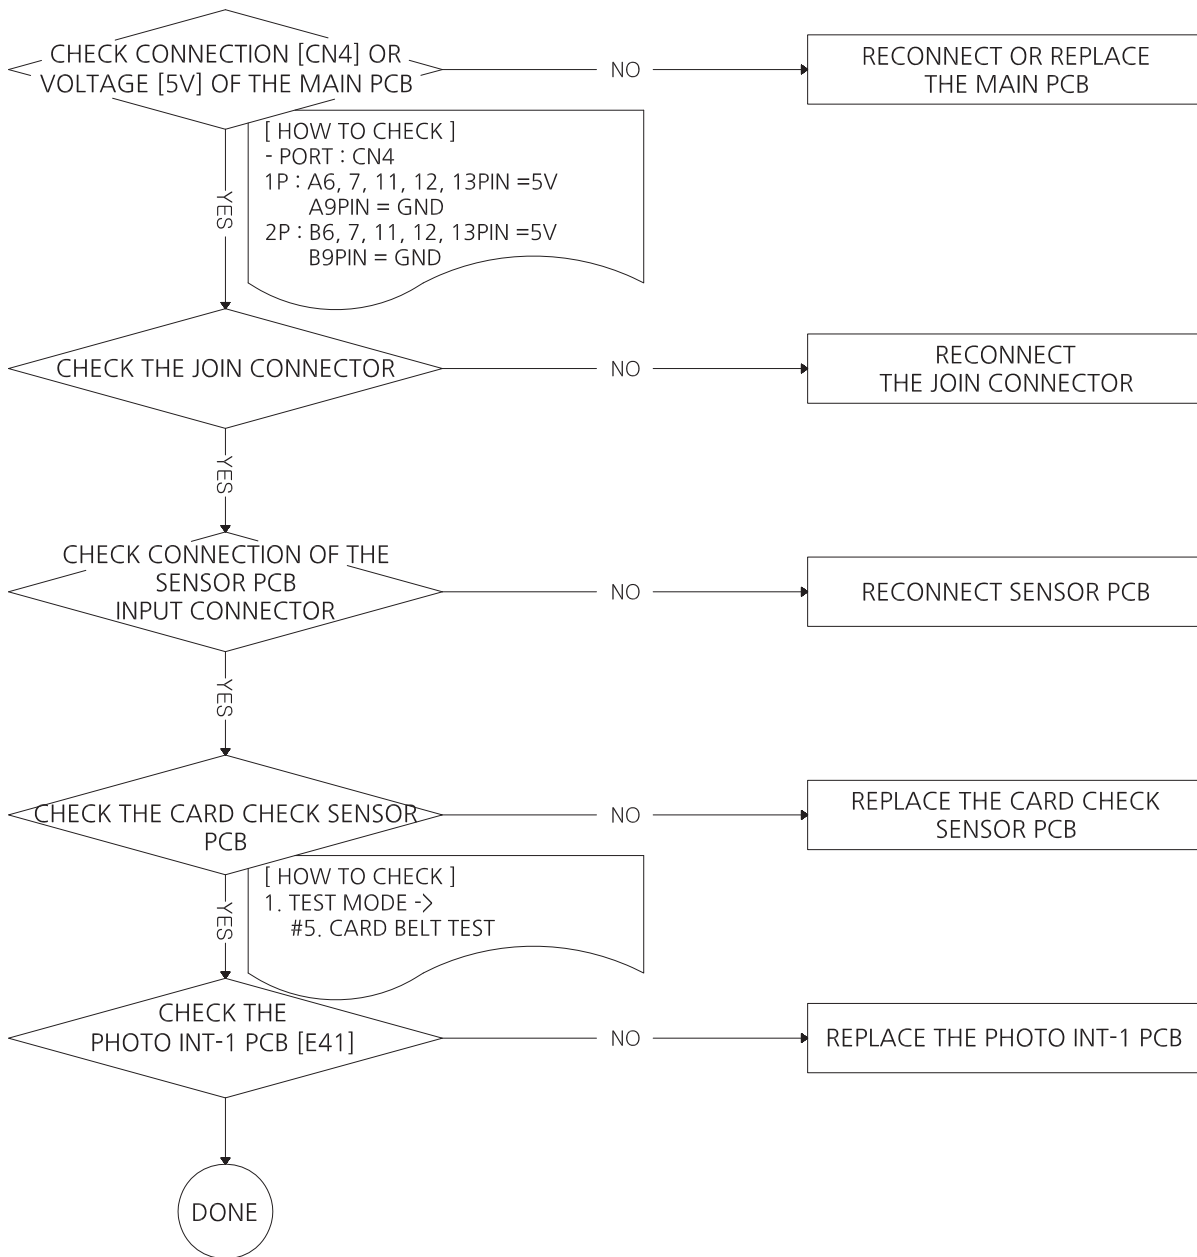 CHECK CONNECTION [CN4] OR
VOLTAGE [5V] OF THE MAIN PCB
NO
RECONNECT OR REPLACE
THE MAIN PCB
[ HOW TO CHECK ]
- PORT : CN4
1P : A6, 7, 11, 12, 13PIN =5V
A9PIN = GND
2P : B6, 7, 11, 12, 13PIN =5V
B9PIN = GND
YES
CHECK THE JOIN CONNECTOR
NO
RECONNECT
THE JOIN CONNECTOR
YES
CHECK CONNECTION OF THE
SENSOR PCB
INPUT CONNECTOR
NO
RECONNECT SENSOR PCB
YES
CHECK THE CARD CHECK SENSOR
PCB
NO
REPLACE THE CARD CHECK
SENSOR PCB
[ HOW TO CHECK ]
1. TEST MODE ->
#5. CARD BELT TEST
YES
CHECK THE
PHOTO INT-1 PCB [E41]
NO
REPLACE THE PHOTO INT-1 PCB
DONE